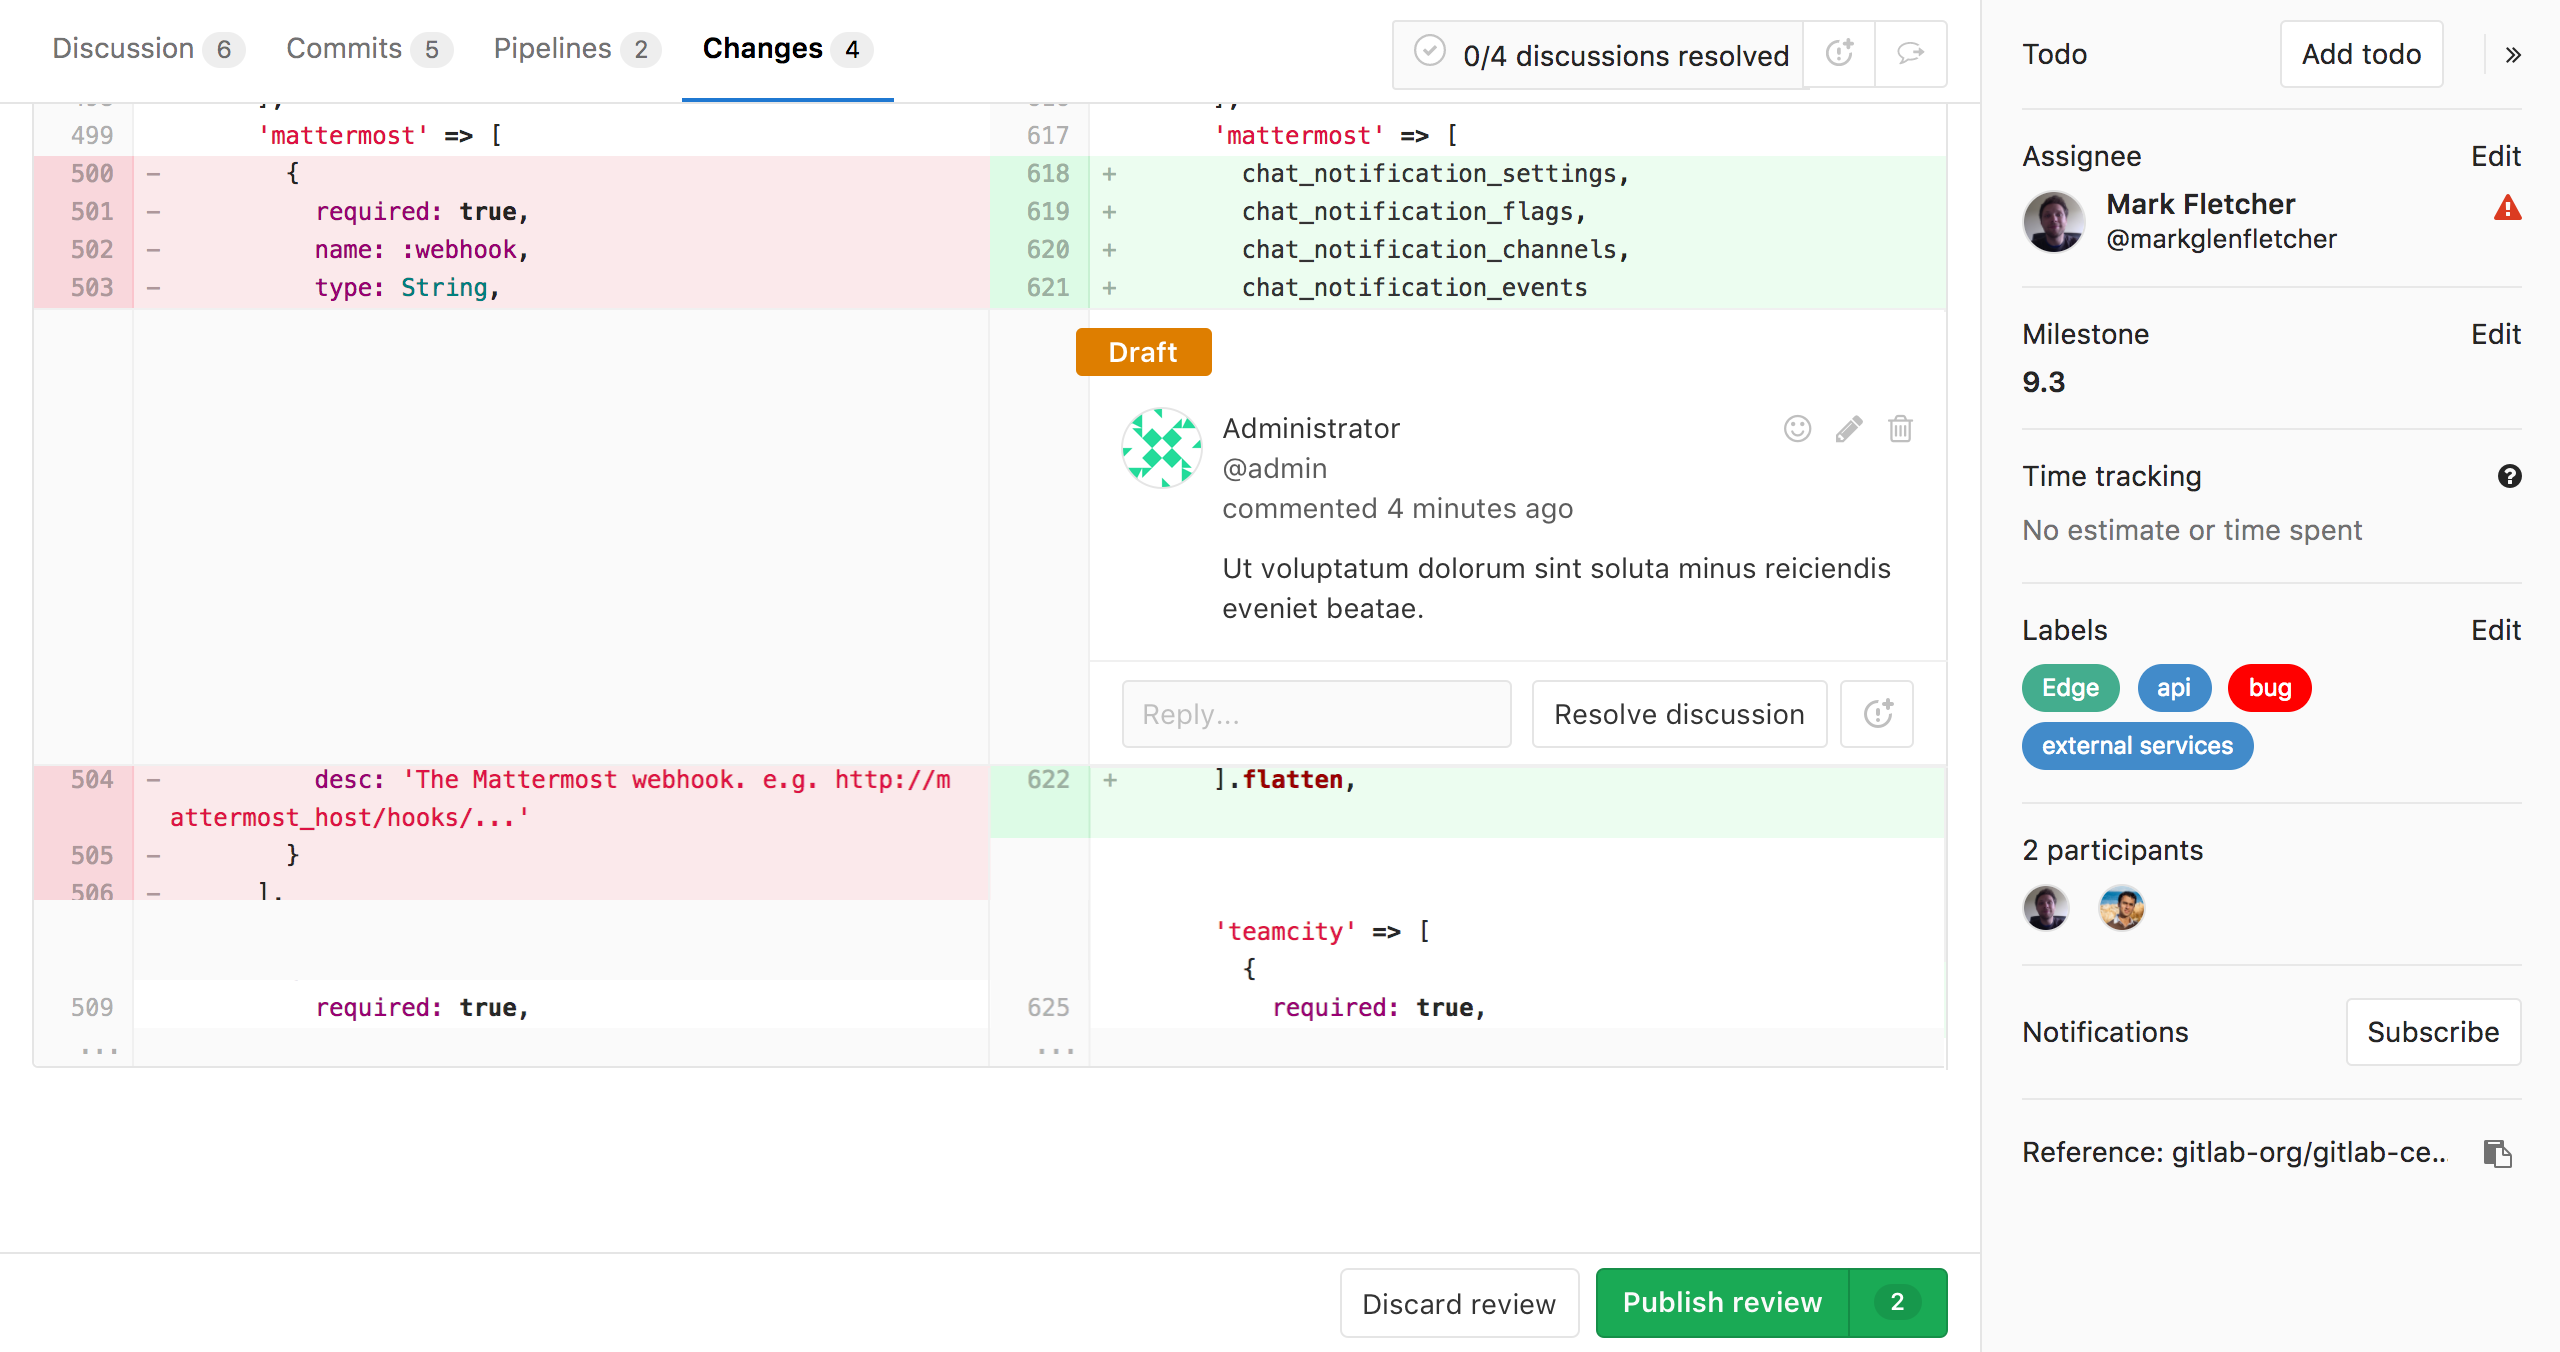 Discussion 6 Commits 5 Pipelines 2 Changes 4 0/4 discussions resolved
499 'mattermost' => [
500 - {
501 - required: true,
502 - name: :webhook,
503 - type: String,
617 'mattermost' => [
618 + chat_notification_settings,
619 + chat_notification_flags,
620 + chat_notification_channels,
621 + chat_notification_events
Draft
Administrator
@admin
commented 4 minutes ago
Ut voluptatum dolorum sint soluta minus reiciendis
eveniet beatae.
Reply...
Resolve discussion
504 - desc: 'The Mattermost webhook. e.g. http://m
attermost_host/hooks/...'
505 - }
506 - ],
509 required: true,
...
622 + ].flatten,
'teamcity' => [
{
625 required: true,
...
Discard review
Publish review 2
Todo
Add todo
»
Assignee Edit
Mark Fletcher
@markglenfletcher
Milestone Edit
9.3
Time tracking
No estimate or time spent
Labels Edit
Edge api bug
external services
2 participants
Notifications Subscribe
Reference: gitlab-org/gitlab-ce...